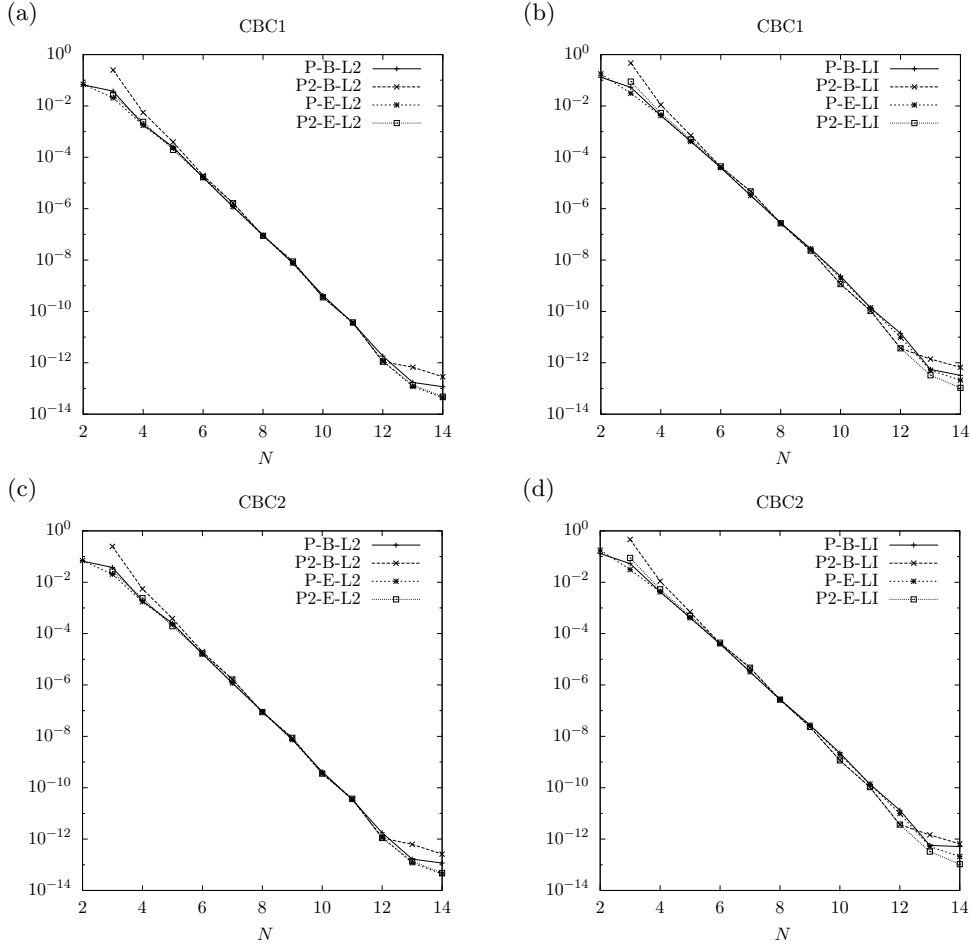 (a)
CBC1
10^0
10^-2
10^-4
10^-6
10^-8
10^-10
10^-12
10^-14
P-B-L2
P2-B-L2
P-E-L2
P2-E-L2
2 4 6 8 10 12 14
N
(b)
CBC1
10^0
10^-2
10^-4
10^-6
10^-8
10^-10
10^-12
10^-14
P-B-LI
P2-B-LI
P-E-LI
P2-E-LI
2 4 6 8 10 12 14
N
(c)
CBC2
10^0
10^-2
10^-4
10^-6
10^-8
10^-10
10^-12
10^-14
P-B-L2
P2-B-L2
P-E-L2
P2-E-L2
2 4 6 8 10 12 14
N
(d)
CBC2
10^0
10^-2
10^-4
10^-6
10^-8
10^-10
10^-12
10^-14
P-B-LI
P2-B-LI
P-E-LI
P2-E-LI
2 4 6 8 10 12 14
N